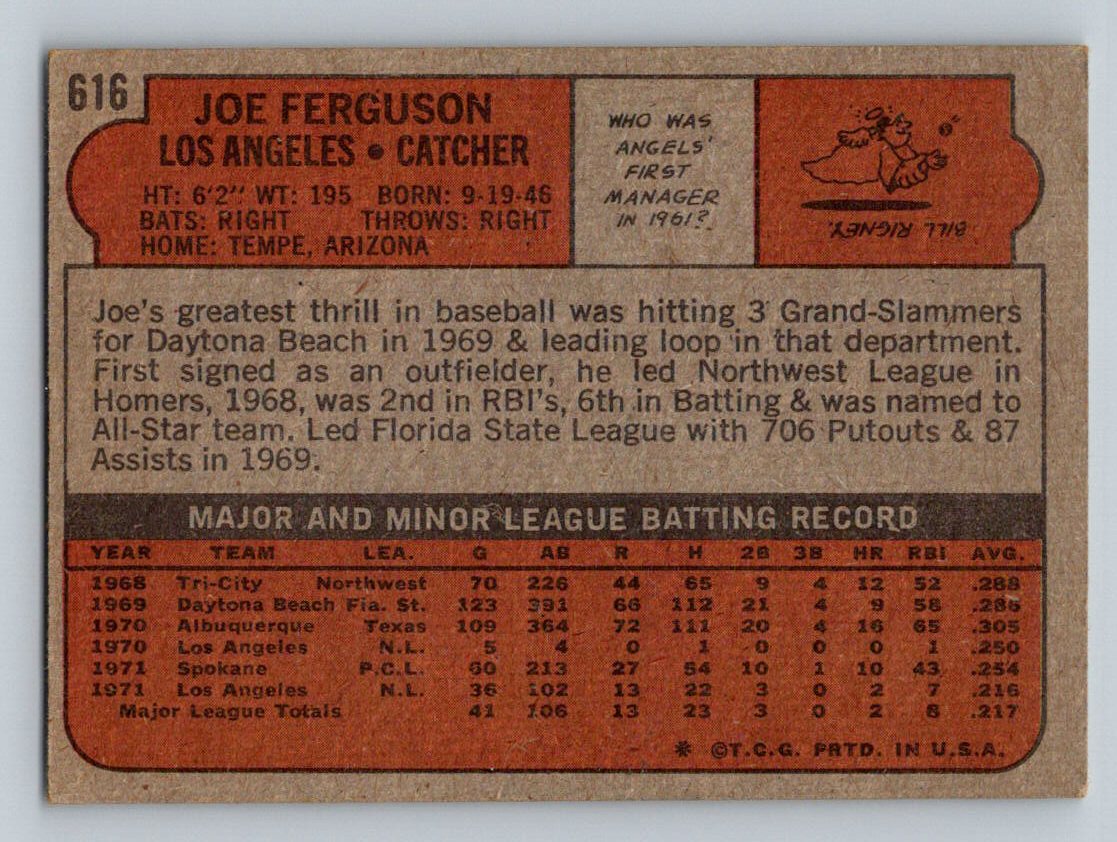 616
JOE FERGUSON
LOS ANGELES • CATCHER
HT: 6'2" WT: 195 BORN: 9-19-46
BATS: RIGHT THROWS: RIGHT
HOME: TEMPE, ARIZONA
WHO WAS
ANGELS'
FIRST
MANAGER
IN 1961?
BILL RIGNEY
Joe's greatest thrill in baseball was hitting 3 Grand-Slammers
for Daytona Beach in 1969 & leading loop in that department.
First signed as an outfielder, he led Northwest League in
Homers, 1968, was 2nd in RBI's, 6th in Batting & was named to
All-Star team. Led Florida State League with 706 Putouts & 87
Assists in 1969.
MAJOR AND MINOR LEAGUE BATTING RECORD
YEAR TEAM LEA. G AB R H 2B 3B HR RBI AVG.
1968 Tri-City Northwest 70 226 44 65 9 4 12 52 .288
1969 Daytona Beach Fla. St. 123 391 66 112 21 4 9 58 .286
1970 Albuquerque Texas 109 364 72 111 20 4 16 65 .305
1970 Los Angeles N.L. 5 4 0 1 0 0 0 1 .250
1971 Spokane P.C.L. 60 213 27 54 10 1 10 43 .254
1971 Los Angeles N.L. 36 102 13 22 3 0 2 7 .216
Major League Totals 41 106 13 23 3 0 2 8 .217
* ©T.C.G. PRTD. IN U.S.A.